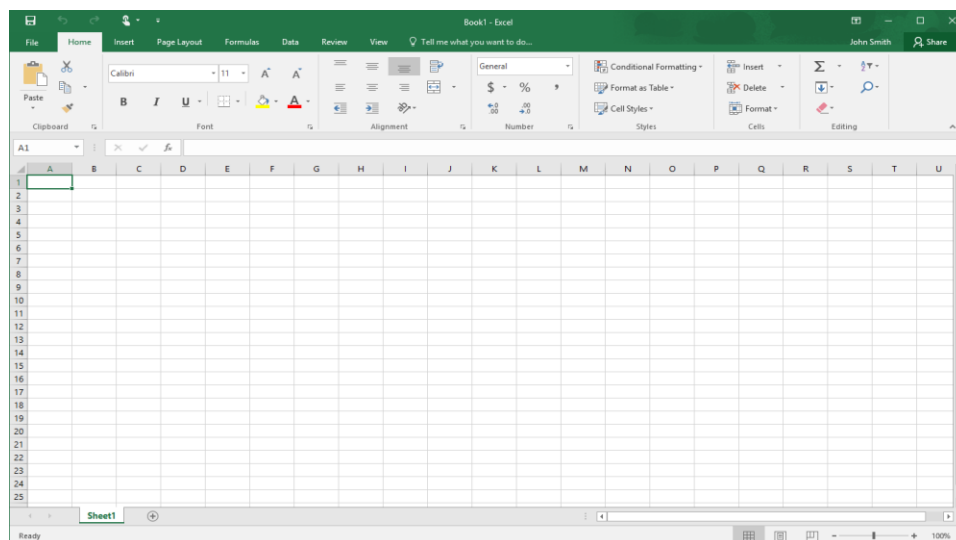 Book1 - Excel
File Home Insert Page Layout Formulas Data Review View Tell me what you want to do... John Smith Share
Calibri 11 A A General Conditional Formatting Insert Σ
Paste B I U A $ % , Format as Table Delete
.00 .0 Cell Styles Format
Clipboard Font Alignment Number Styles Cells Editing
A1 fx
A B C D E F G H I J K L M N O P Q R S T U
1
2
3
4
5
6
7
8
9
10
11
12
13
14
15
16
17
18
19
20
21
22
23
24
25
Sheet1
Ready 100%